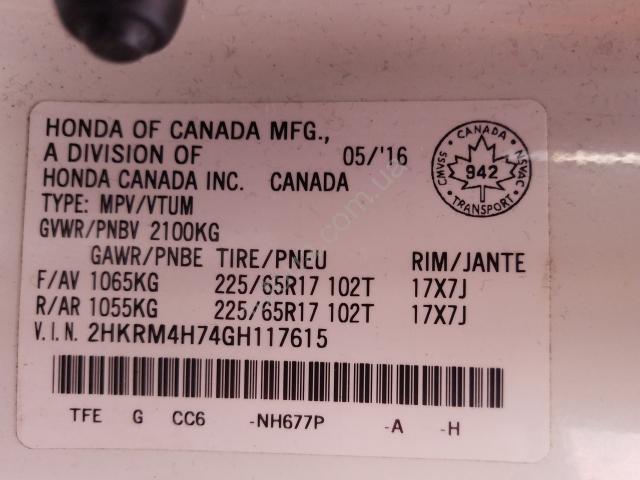 HONDA OF CANADA MFG.,
A DIVISION OF 05/'16
HONDA CANADA INC. CANADA
CANADA
CMVSS 942 NSVAC
TRANSPORT
TYPE: MPV/VTUM
GVWR/PNBV 2100KG
GAWR/PNBE TIRE/PNEU RIM/JANTE
F/AV 1065KG 225/65R17 102T 17X7J
R/AR 1055KG 225/65R17 102T 17X7J
V.I.N. 2HKRM4H74GH117615
TFE G CC6 -NH677P -A -H